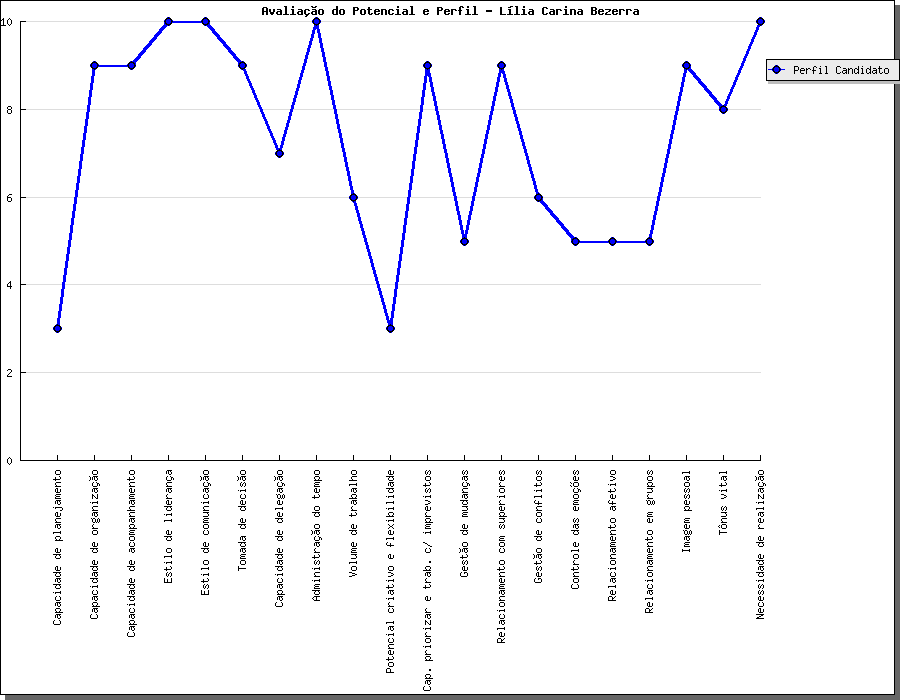 Avaliação do Potencial e Perfil - Lília Carina Bezerra
10
8
6
4
2
0
Perfil Candidato
Capacidade de planejamento
Capacidade de organização
Capacidade de acompanhamento
Estilo de liderança
Estilo de comunicação
Tomada de decisão
Capacidade de delegação
Administração do tempo
Volume de trabalho
Potencial criativo e flexibilidade
Cap. priorizar e trab. c/ imprevistos
Gestão de mudanças
Relacionamento com superiores
Gestão de conflitos
Controle das emoções
Relacionamento afetivo
Relacionamento em grupos
Imagem pessoal
Tônus vital
Necessidade de realização